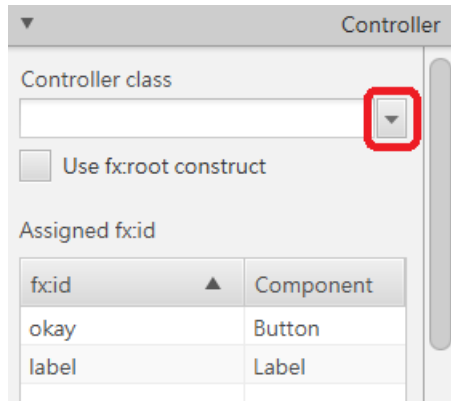 Controller
Controller class
Use fx:root construct
Assigned fx:id
fx:id Component
okay Button
label Label